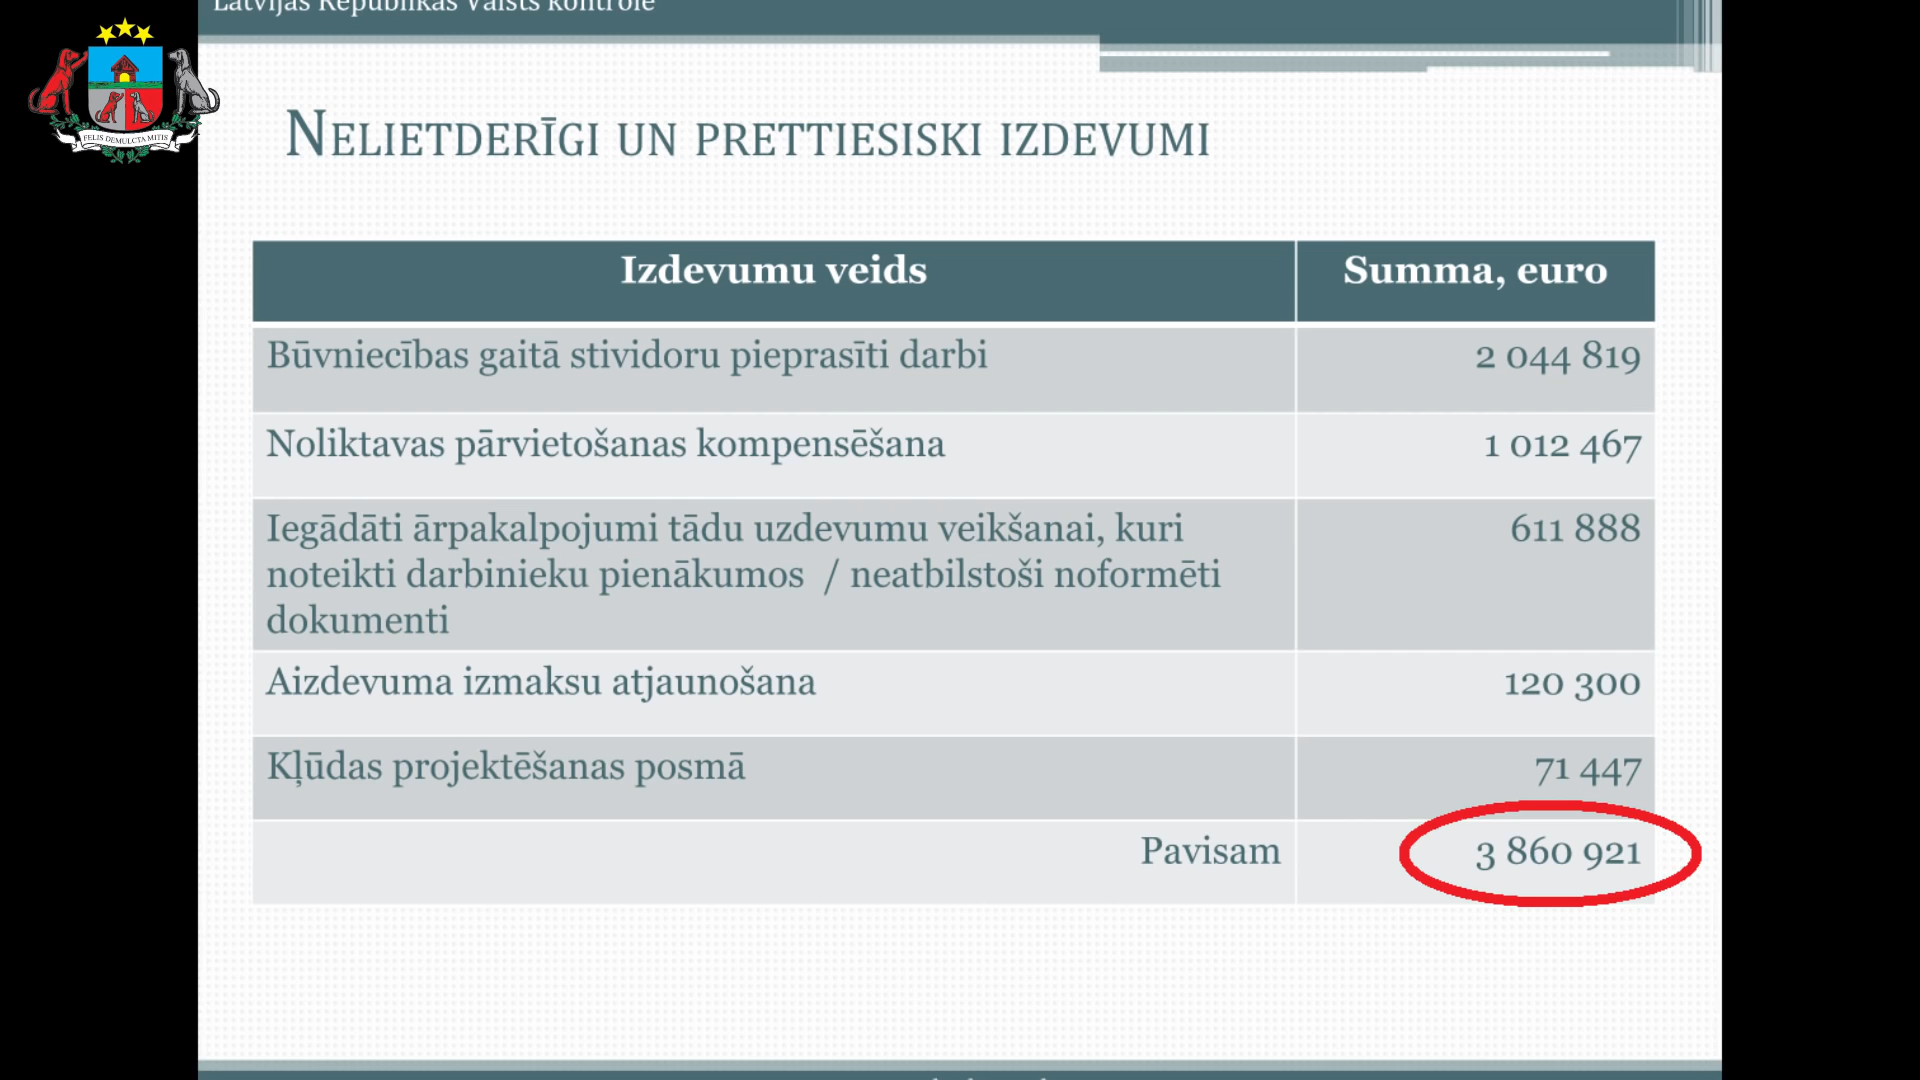 Latvijas Republikas Valsts kontrole
FELIS DEMULCTA MITIS
NELIETDERĪGI UN PRETTIESISKI IZDEVUMI
Izdevumu veids Summa, euro
Būvniecības gaitā stividoru pieprasīti darbi 2 044 819
Noliktavas pārvietošanas kompensēšana 1 012 467
Iegādāti ārpakalpojumi tādu uzdevumu veikšanai, kuri 611 888
noteikti darbinieku pienākumos / neatbilstoši noformēti
dokumenti
Aizdevuma izmaksu atjaunošana 120 300
Kļūdas projektēšanas posmā 71 447
Pavisam 3 860 921